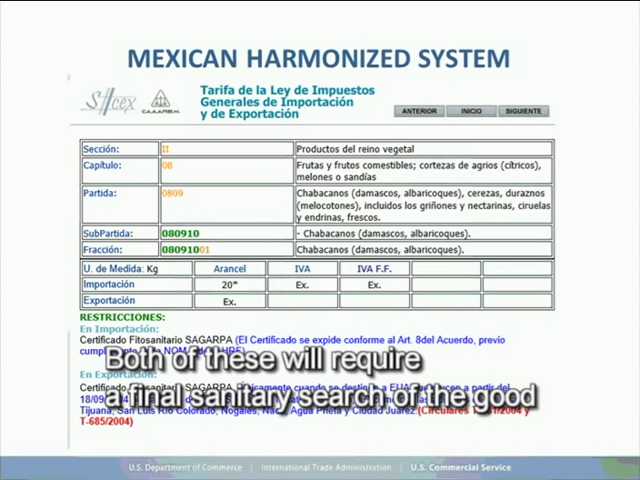 MEXICAN HARMONIZED SYSTEM
Tarifa de la Ley de Impuestos
Generales de Importación
y de Exportación
CAAAREM
ANTERIOR INICIO SIGUIENTE
Sección: II Productos del reino vegetal
Capítulo: 08 Frutas y frutos comestibles; cortezas de agrios (cítricos),
melones o sandías
Partida: 0809 Chabacanos (damascos, albaricoques), cerezas, duraznos
(melocotones), incluidos los griñones y nectarinas, ciruelas
y endrinas, frescos.
SubPartida: 080910 - Chabacanos (damascos, albaricoques).
Fracción: 08091001 Chabacanos (damascos, albaricoques).
U. de Medida: Kg Arancel IVA IVA F.F.
Importación 20* Ex. Ex.
Exportación Ex.
RESTRICCIONES:
En Importación:
Certificado Fitosanitario SAGARPA (El Certificado se expide conforme al Art. 8del Acuerdo, previo
Both of these will require
En Exportación:
a final sanitary search of the good
Tijuana, San Luis Río Colorado, Nogales, Agua Prieta y Ciudad Juárez.(Circulares y
T-685/2004)
U.S. Department of Commerce | International Trade Administration | U.S. Commercial Service